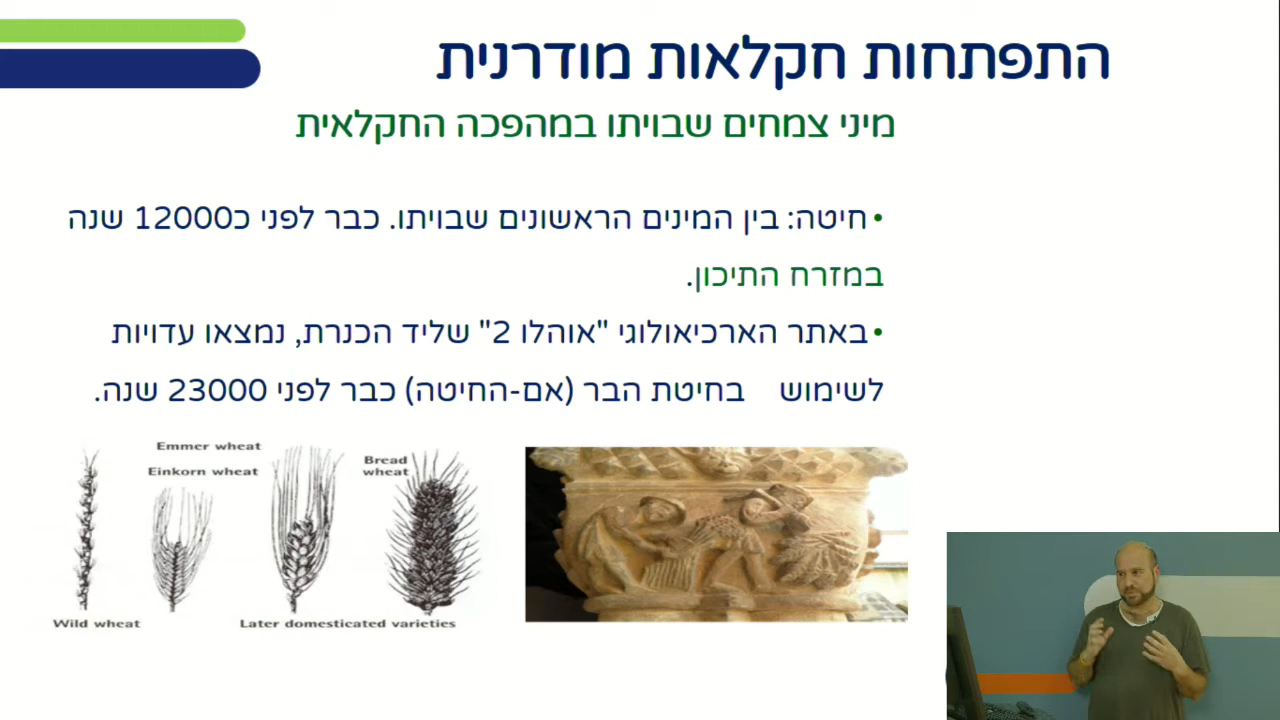 התפתחות חקלאות מודרנית
מיני צמחים שבויתו במהפכה החקלאית
•חיטה: בין המינים הראשונים שבויתו. כבר לפני כ12000 שנה
במזרח התיכון.
•באתר הארכיאולוגי "אוהלו 2" שליד הכנרת, נמצאו עדויות
לשימוש בחיטת הבר (אם-החיטה) כבר לפני 23000 שנה.
Emmer wheat
Einkorn wheat
Bread
wheat
Wild wheat
Later domesticated varieties